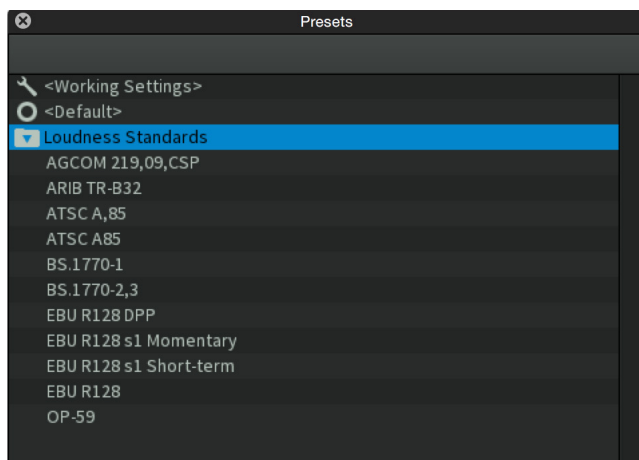 Presets
<Working Settings>
<Default>
Loudness Standards
AGCOM 219,09,CSP
ARIB TR-B32
ATSC A,85
ATSC A85
BS.1770-1
BS.1770-2,3
EBU R128 DPP
EBU R128 s1 Momentary
EBU R128 s1 Short-term
EBU R128
OP-59